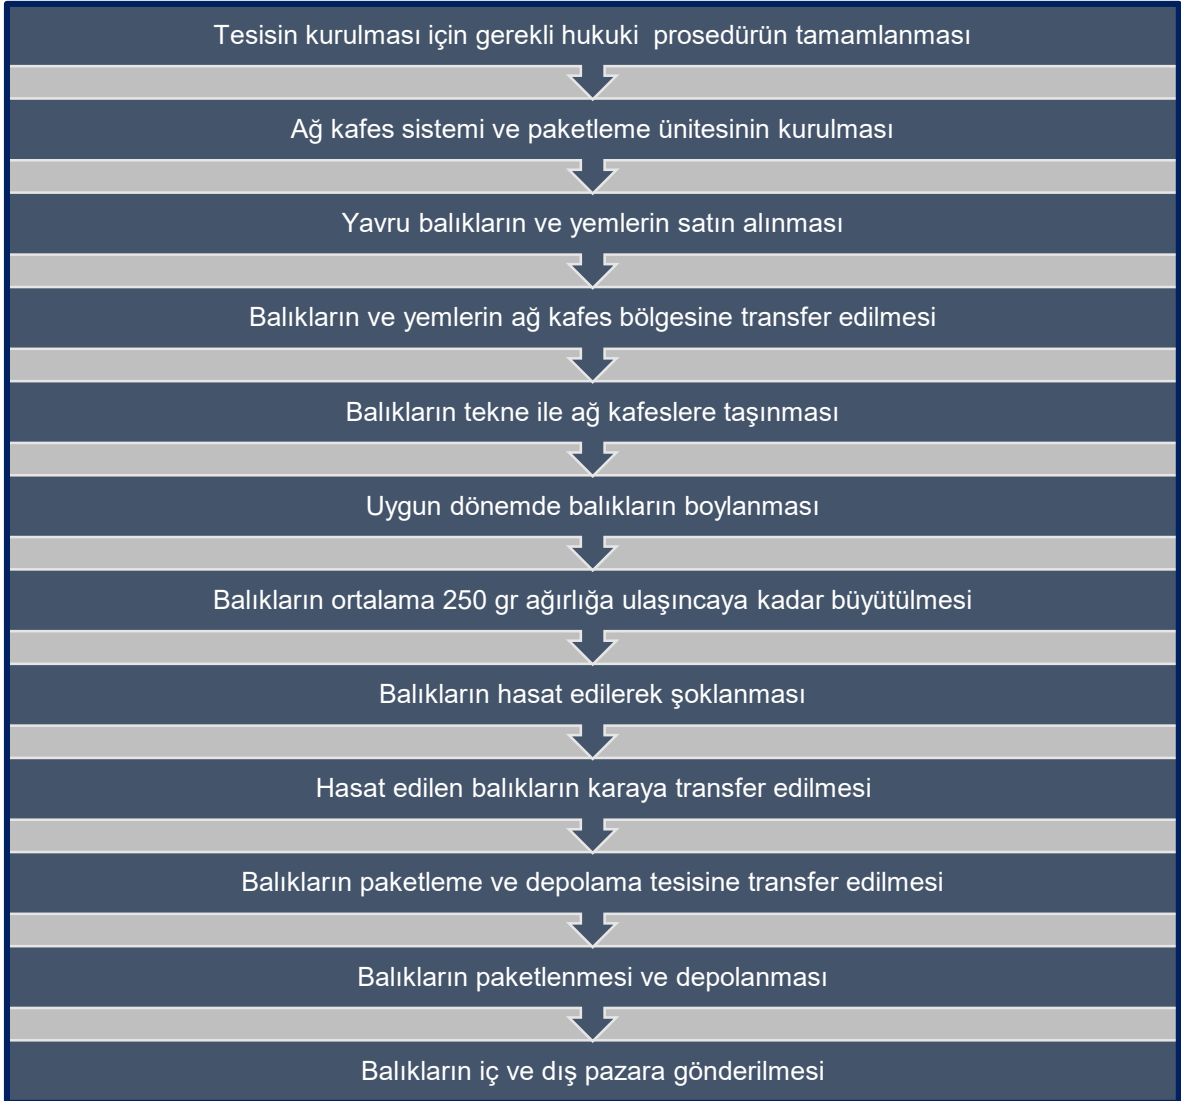 Tesisin kurulması için gerekli hukuki  prosedürün tamamlanması
Ağ kafes sistemi ve paketleme ünitesinin kurulması
Yavru balıkların ve yemlerin satın alınması
Balıkların ve yemlerin ağ kafes bölgesine transfer edilmesi
Balıkların tekne ile ağ kafeslere taşınması
Uygun dönemde balıkların boylanması
Balıkların ortalama 250 gr ağırlığa ulaşıncaya kadar büyütülmesi
Balıkların hasat edilerek şoklanması
Hasat edilen balıkların karaya transfer edilmesi
Balıkların paketleme ve depolama tesisine transfer edilmesi
Balıkların paketlenmesi ve depolanması
Balıkların iç ve dış pazara gönderilmesi